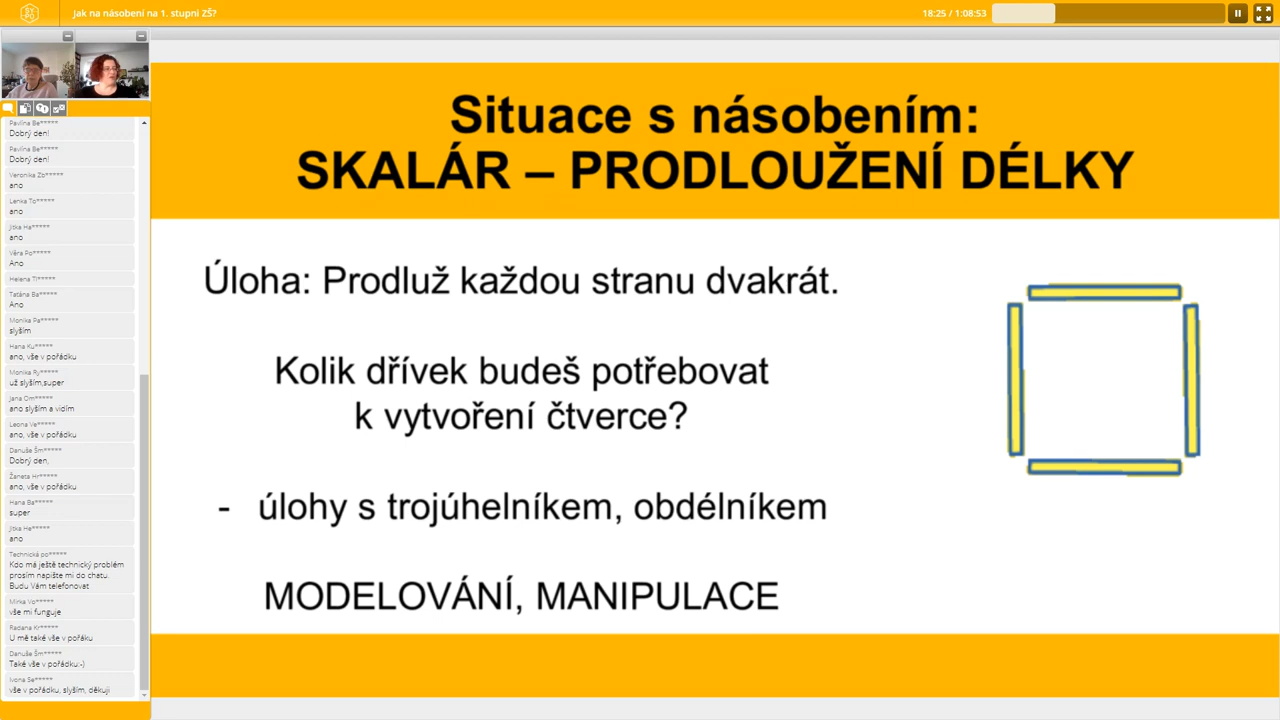 Jak na násobení na 1. stupni ZŠ?
18:25 / 1:08:53
SYPO
Pavlína Be*****
Dobrý den!
Pavlína Be*****
Dobrý den!
Veronika Zb*****
ano
Lenka To*****
ano
Jitka Ha*****
ano
Věra Po*****
Ano
Helena Tl*****
Taťána Ba*****
Ano
Monika Pa*****
slyším
Hana Ku*****
ano, vše v pořádku
Monika Ry*****
už slyším,super
Jana Om*****
ano slyším a vidím
Leona Ve*****
ano, vše v pořádku
Danuše Šm*****
Dobrý den,
Žaneta Hr*****
ano, vše v pořádku
Hana Ba*****
super
Jitka Ha*****
ano
Technická po*****
Kdo má ještě technický problém
prosím napište mi do chatu.
Budu Vám telefonovat
Mirka Vo*****
vše mi funguje
Radana Kr*****
U mě také vše v pořáku
Danuše Šm*****
Také vše v pořádku:-)
Ivona Se*****
vše v pořádku, slyším, děkuji
Situace s násobením:
SKALÁR – PRODLOUŽENÍ DÉLKY
Úloha: Prodluž každou stranu dvakrát.
Kolik dřívek budeš potřebovat
k vytvoření čtverce?
- úlohy s trojúhelníkem, obdélníkem
MODELOVÁNÍ, MANIPULACE